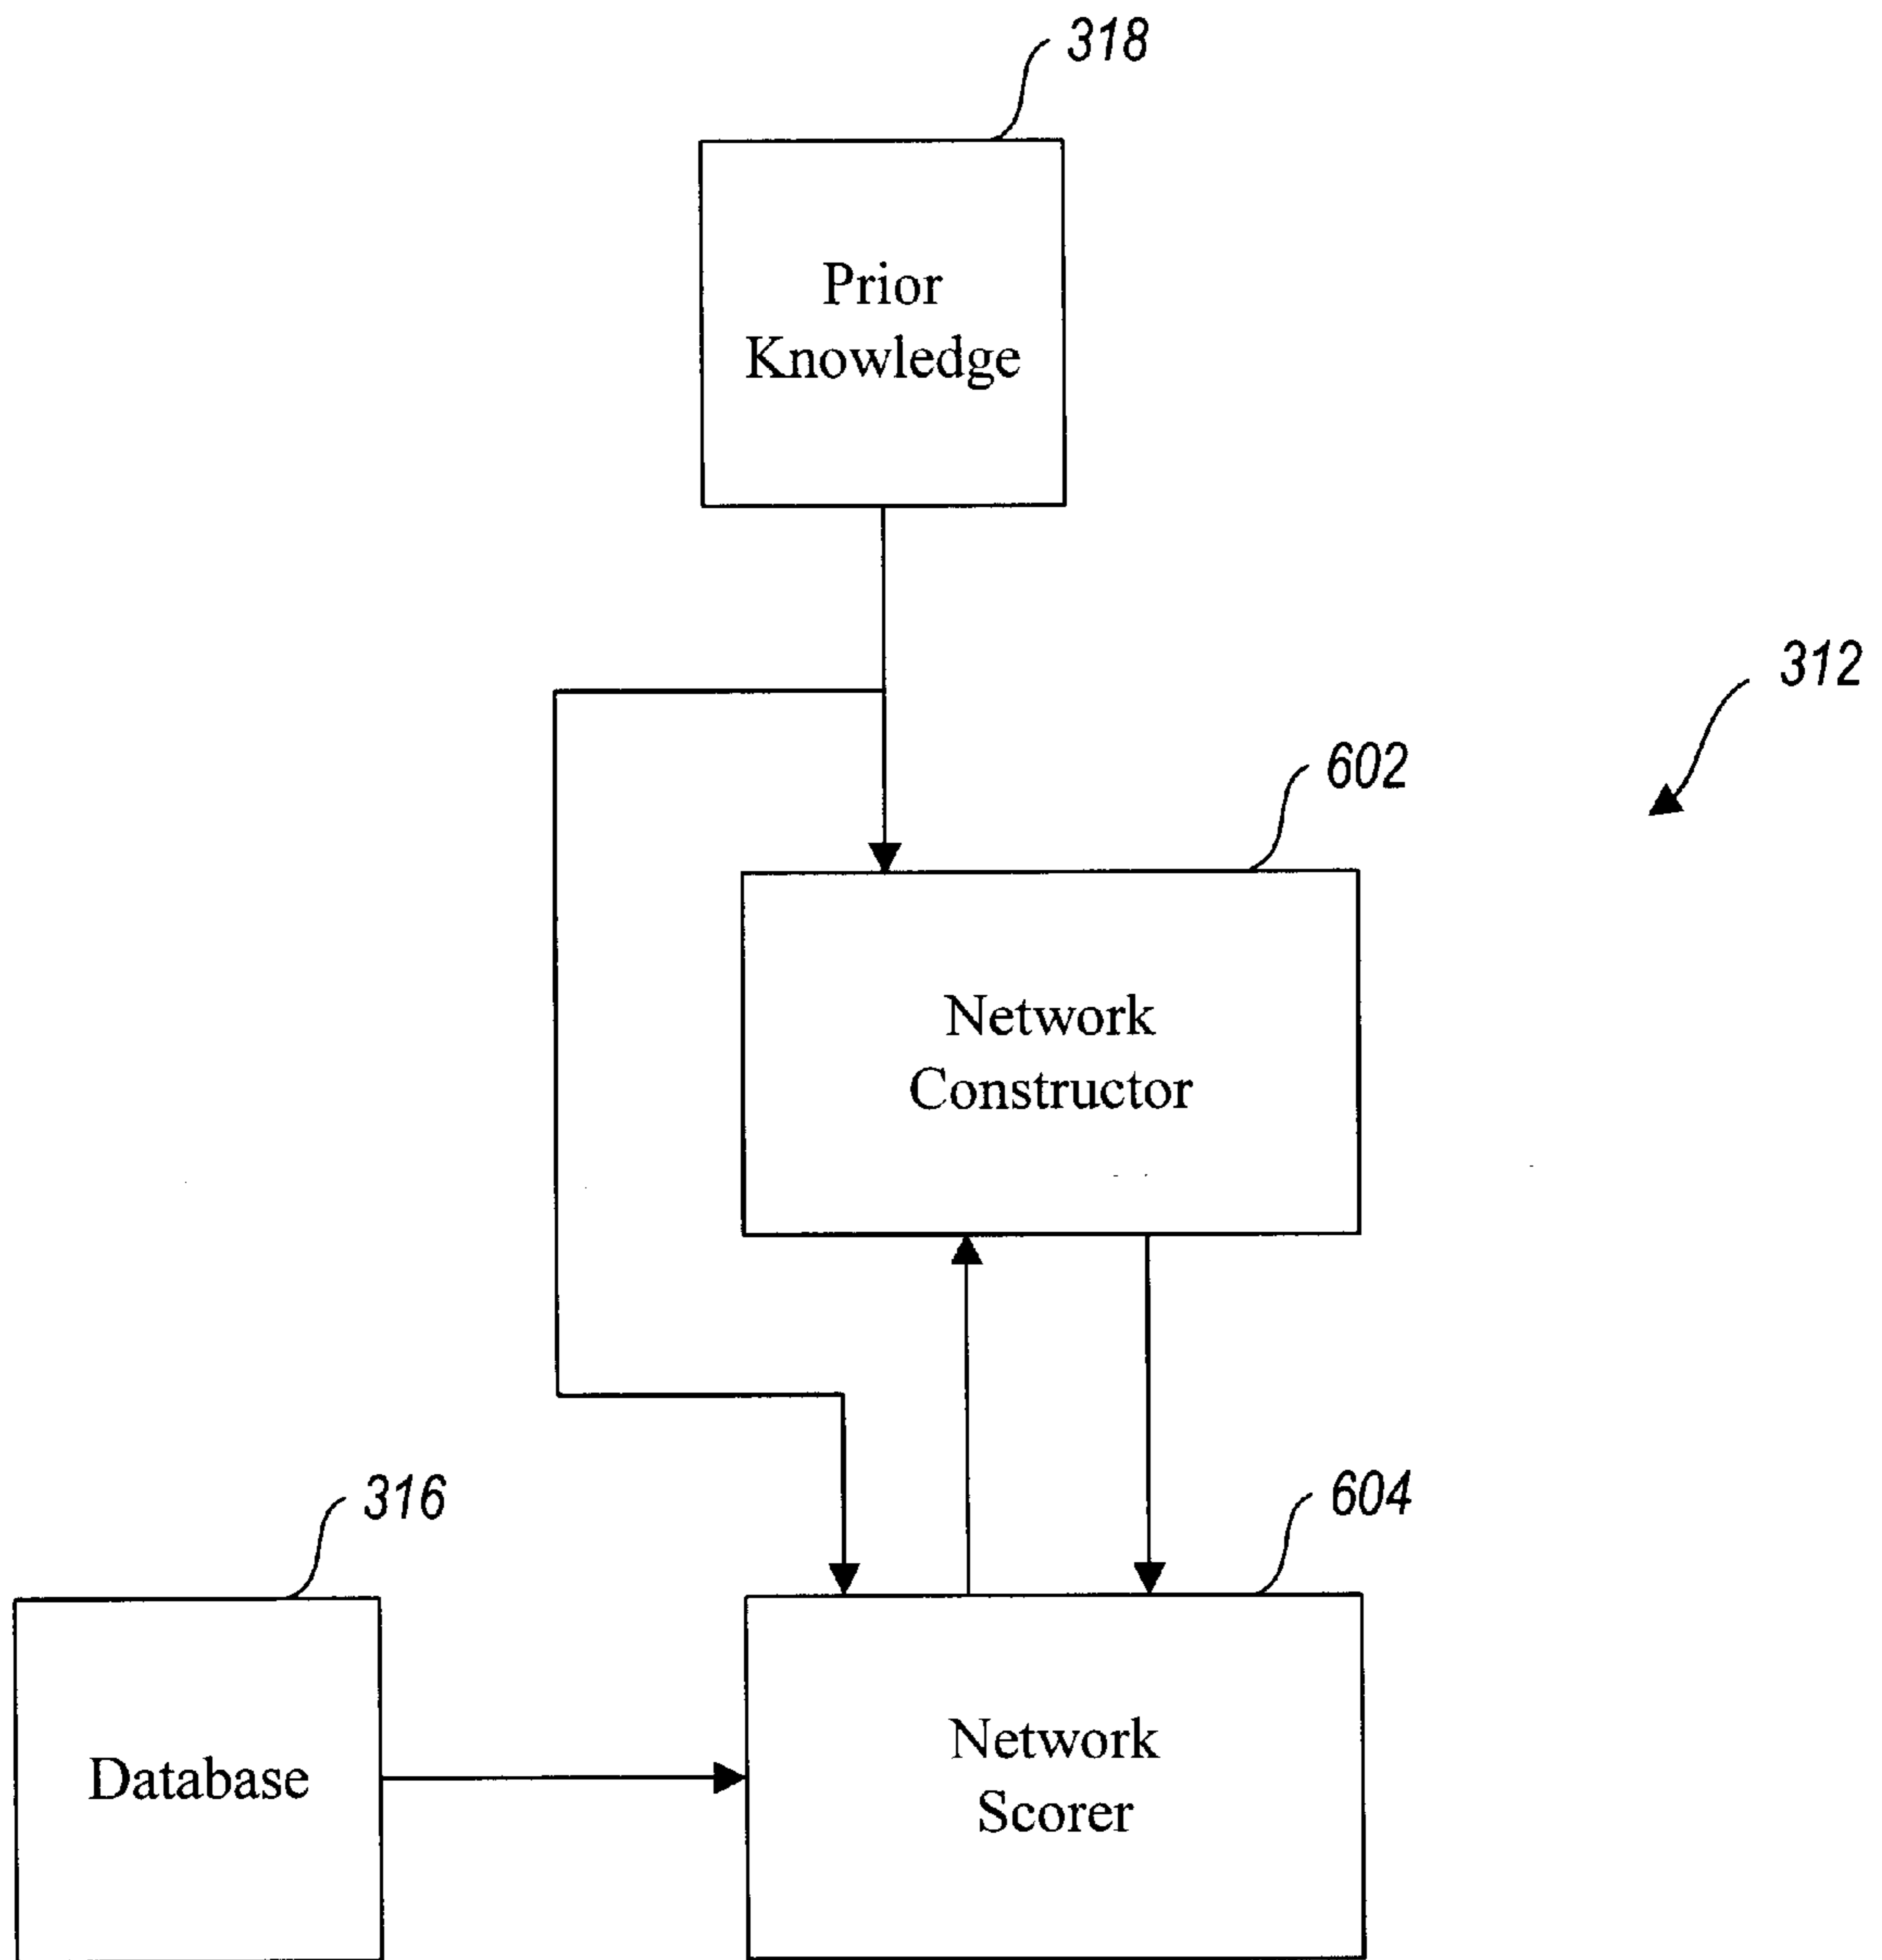 318
Prior
Knowledge
312
602
Network
Constructor
316
604
Database
Network
Scorer